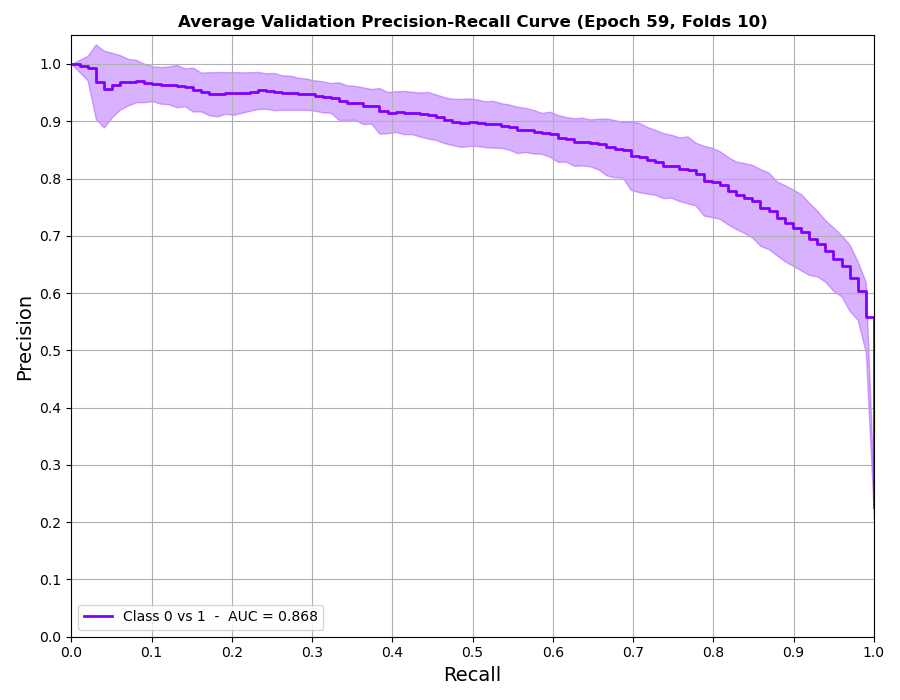 Average Validation Precision-Recall Curve (Epoch 59, Folds 10)
1.0
0.9
0.8
0.7
0.6
0.5
0.4
0.3
0.2
0.1
0.0
Precision
Class 0 vs 1 - AUC = 0.868
0.0 0.1 0.2 0.3 0.4 0.5 0.6 0.7 0.8 0.9 1.0
Recall